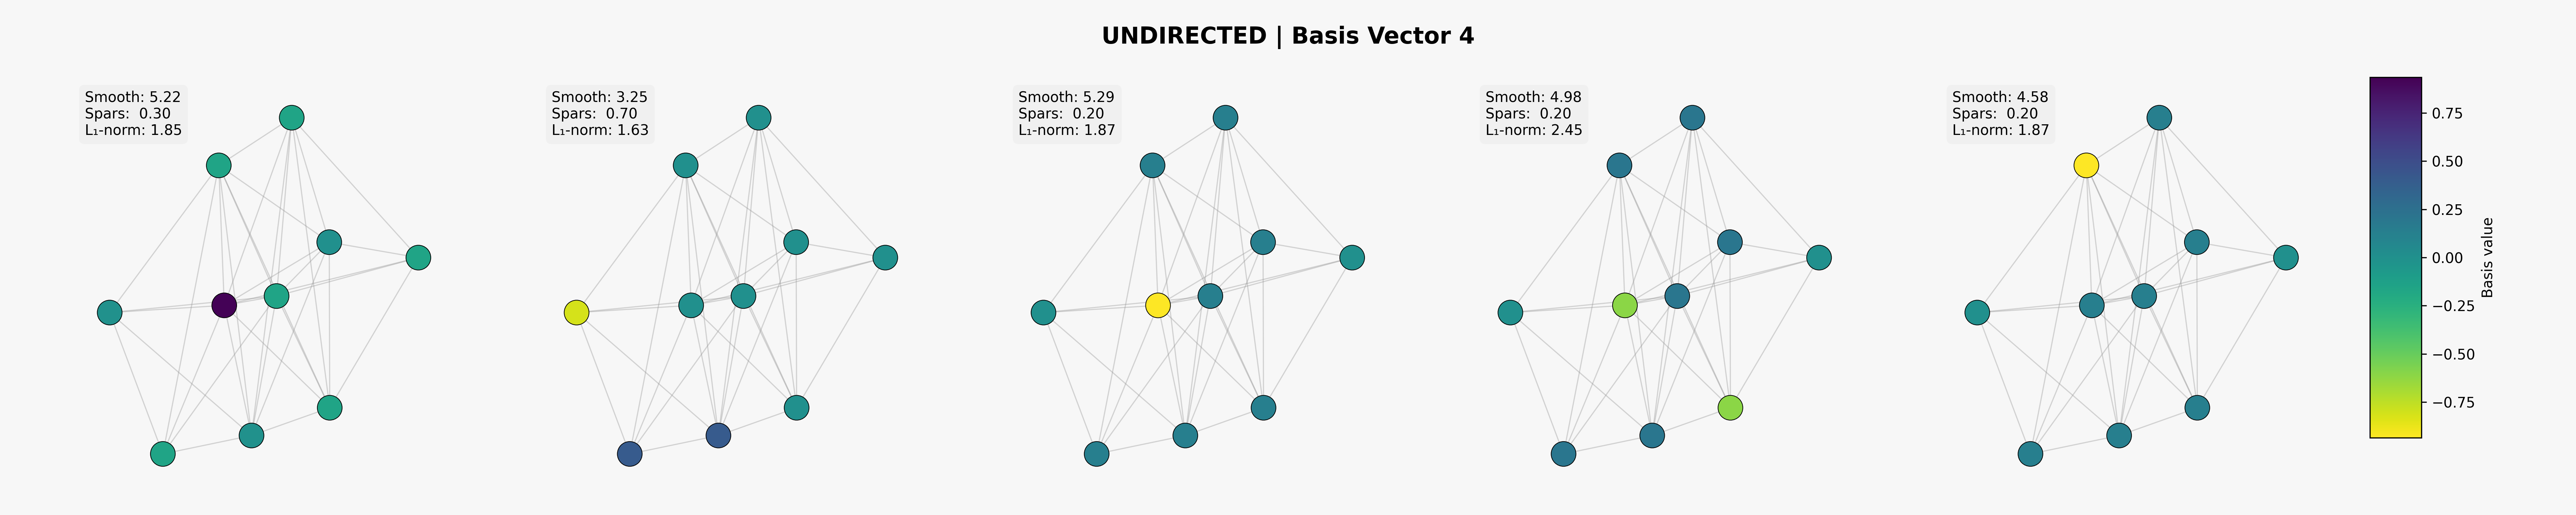 UNDIRECTED | Basis Vector 4
Smooth: 5.22
Spars: 0.30
L₁-norm: 1.85
Smooth: 3.25
Spars: 0.70
L₁-norm: 1.63
Smooth: 5.29
Spars: 0.20
L₁-norm: 1.87
Smooth: 4.98
Spars: 0.20
L₁-norm: 2.45
Smooth: 4.58
Spars: 0.20
L₁-norm: 1.87
0.75
0.50
0.25
0.00
−0.25
−0.50
−0.75
Basis value